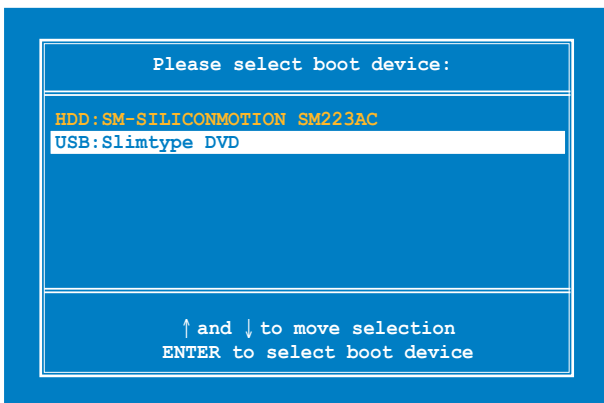 Please select boot device:
HDD:SM-SILICONMOTION SM223AC
USB:Slimtype DVD
↑ and ↓ to move selection
ENTER to select boot device